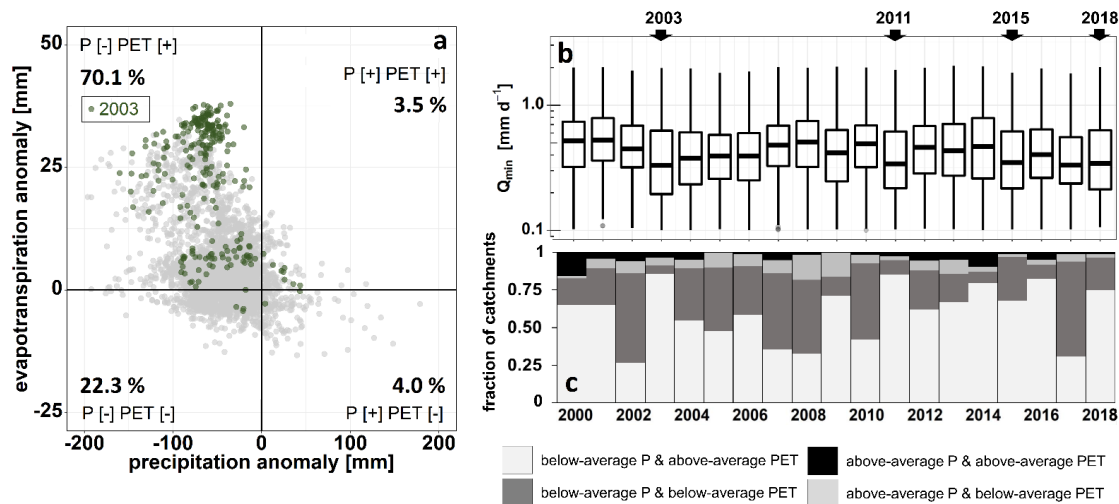 a
P [-] PET [+]
70.1 %
2003
P [+] PET [+]
3.5 %
22.3 %
P [-] PET [-]
4.0 %
P [+] PET [-]
50
25
0
-25
-200
-100
0
100
200
evapotranspiration anomaly [mm]
precipitation anomaly [mm]
2003
2011
2015
2018
b
1.0
0.1
Qmin [mm d⁻¹]
1
0.75
0.50
0.25
0
fraction of catchments
c
2000
2002
2004
2006
2008
2010
2012
2014
2016
2018
below-average P & above-average PET
above-average P & above-average PET
below-average P & below-average PET
above-average P & below-average PET